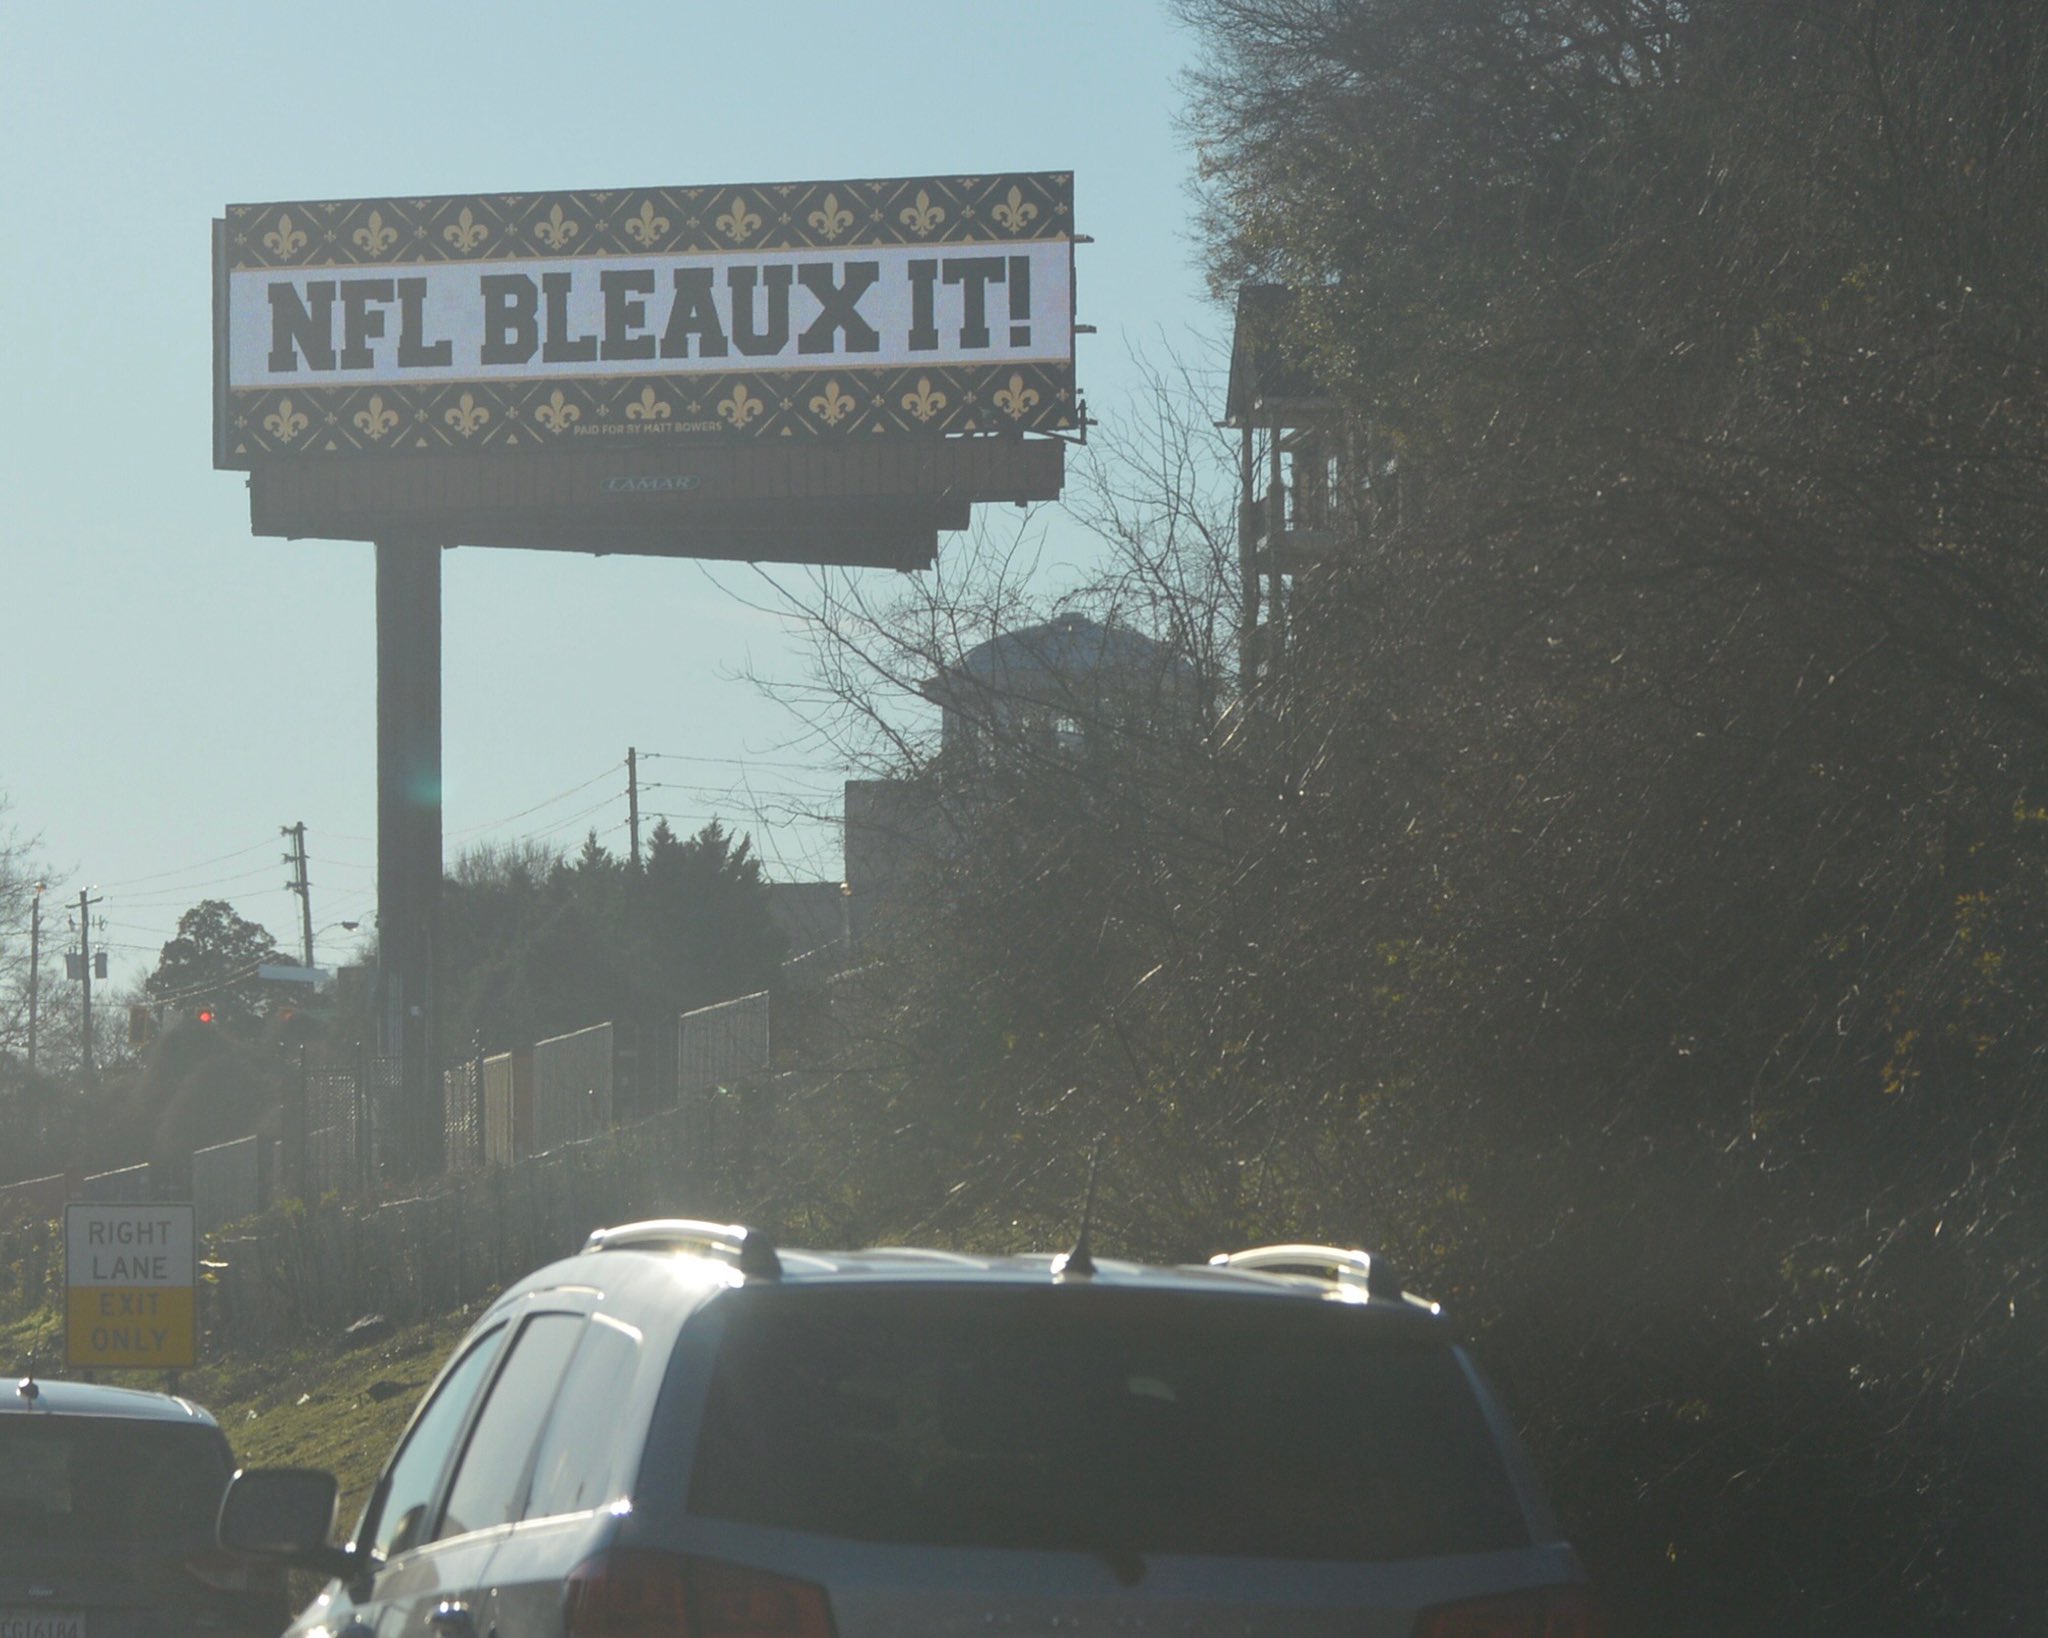 NFL BLEAUX IT!
PAID FOR BY MATT BOWERS
LAMAR
RIGHT
LANE
EXIT
ONLY